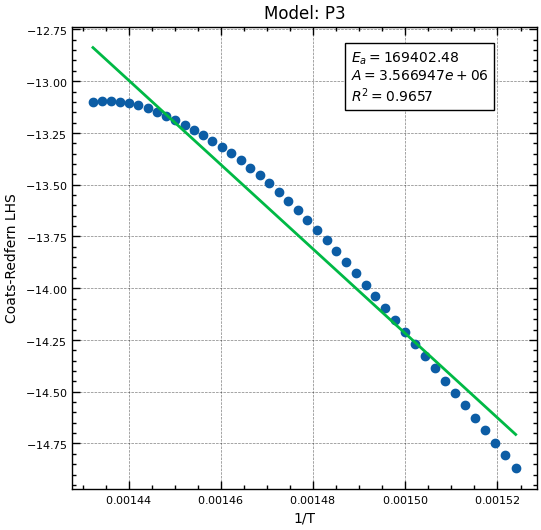 Model: P3
Eₐ = 169402.48
A = 3.566947e + 06
R² = 0.9657
−12.75
−13.00
−13.25
−13.50
−13.75
−14.00
−14.25
−14.50
−14.75
Coats-Redfern LHS
0.00144 0.00146 0.00148 0.00150 0.00152
1/T